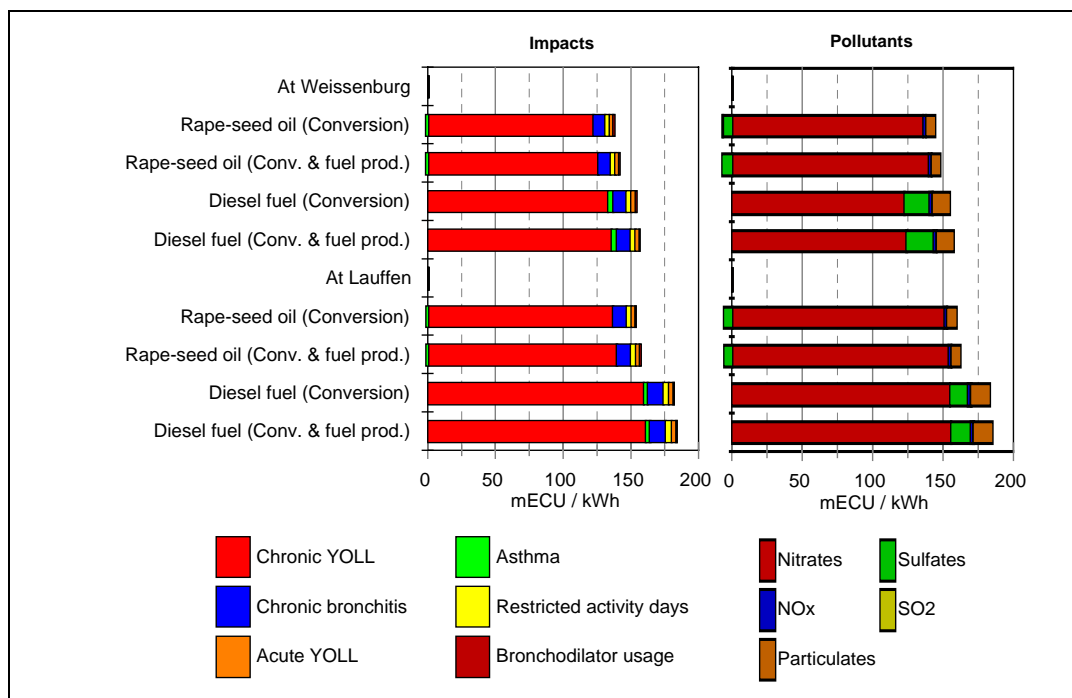 Impacts
Pollutants
At Weissenburg
Rape-seed oil (Conversion)
Rape-seed oil (Conv. & fuel prod.)
Diesel fuel (Conversion)
Diesel fuel (Conv. & fuel prod.)
At Lauffen
Rape-seed oil (Conversion)
Rape-seed oil (Conv. & fuel prod.)
Diesel fuel (Conversion)
Diesel fuel (Conv. & fuel prod.)
0 50 100 150 200
0 50 100 150 200
mECU / kWh
mECU / kWh
Chronic YOLL
Asthma
Nitrates
Sulfates
Chronic bronchitis
Restricted activity days
NOx
SO2
Acute YOLL
Bronchodilator usage
Particulates